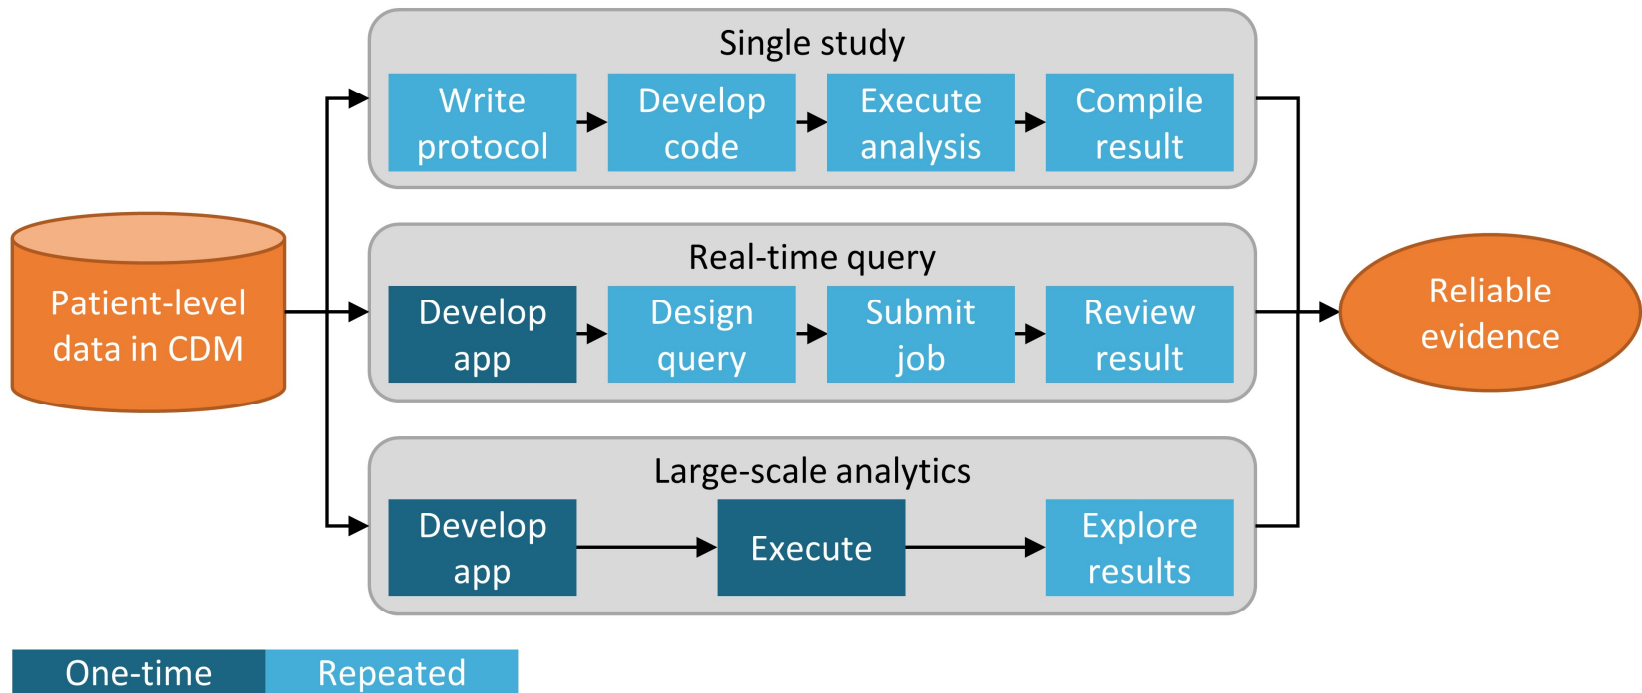 Single study
Write
protocol
Develop
code
Execute
analysis
Compile
result
Patient-level
data in CDM
Real-time query
Develop
app
Design
query
Submit
job
Review
result
Reliable
evidence
Large-scale analytics
Develop
app
Execute
Explore
results
One-time
Repeated